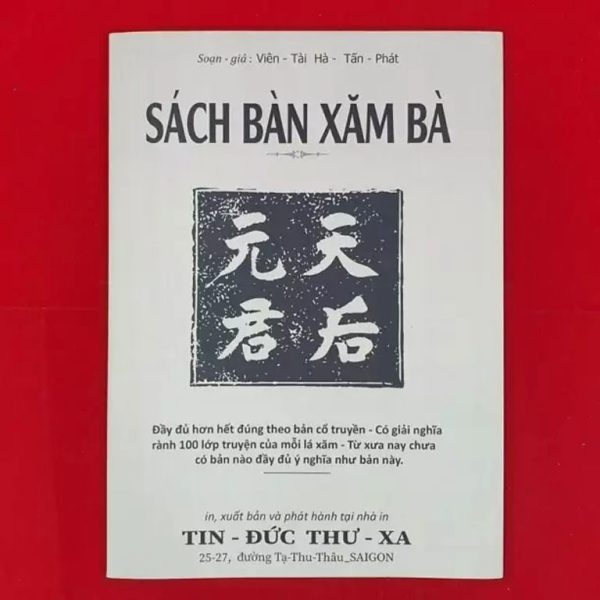 Soạn - giả : Viên - Tài Hà - Tấn - Phát
SÁCH BÀN XĂM BÀ
天后
元君
Đầy đủ hơn hết đúng theo bản cổ truyền - Có giải nghĩa
rành 100 lớp truyện của mỗi lá xăm - Từ xưa nay chưa
có bản nào đầy đủ ý nghĩa như bản này.
in, xuất bản và phát hành tại nhà in
TIN - ĐỨC THƯ - XA
25-27, đường Tạ-Thu-Thâu_SAIGON